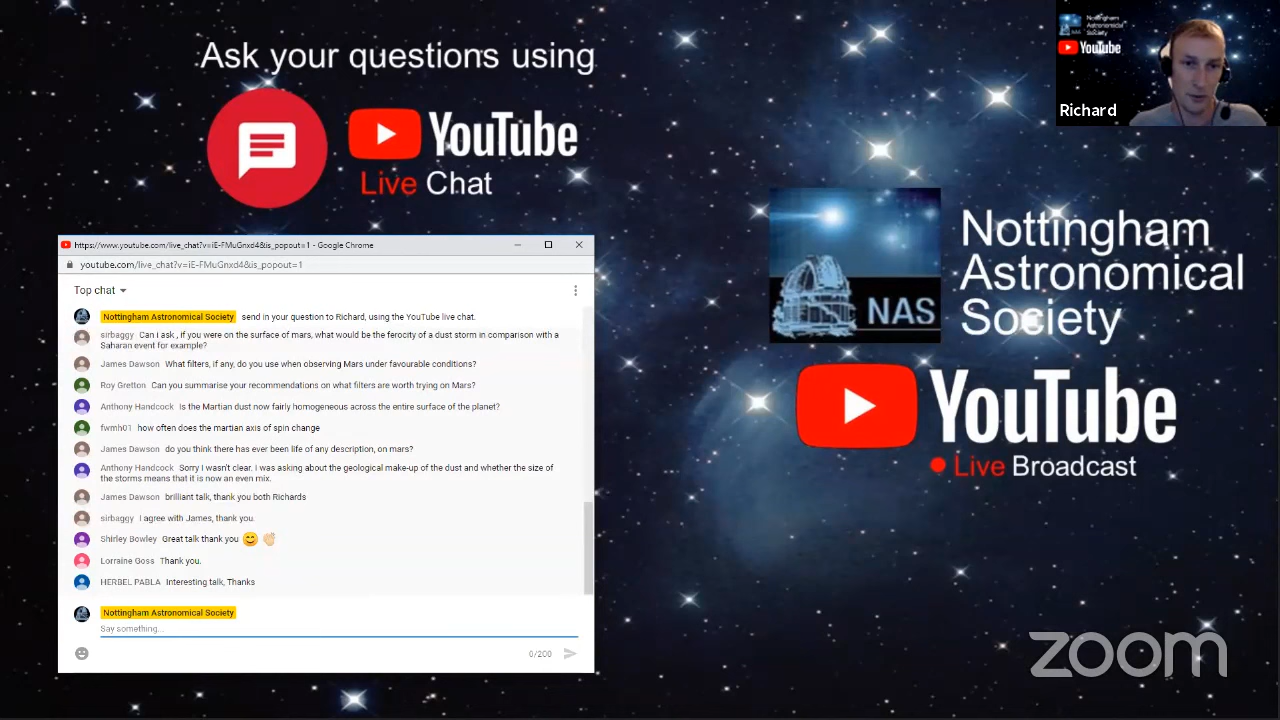 Ask your questions using
YouTube
Live Chat
https://www.youtube.com/live_chat?v=iE-FMuGnxd4&is_popout=1 - Google Chrome
youtube.com/live_chat?v=iE-FMuGnxd4&is_popout=1
Top chat
Nottingham Astronomical Society send in your question to Richard, using the YouTube live chat.
sirbaggy Can I ask , if you were on the surface of mars, what would be the ferocity of a dust storm in comparison with a
Saharan event for example?
James Dawson What filters, if any, do you use when observing Mars under favourable conditions?
Roy Gretton Can you summarise your recommendations on what filters are worth trying on Mars?
Anthony Handcock Is the Martian dust now fairly homogeneous across the entire surface of the planet?
fwmh01 how often does the martian axis of spin change
James Dawson do you think there has ever been life of any description, on mars?
Anthony Handcock Sorry I wasn't clear, I was asking about the geological make-up of the dust and whether the size of
the storms means that it is now an even mix.
James Dawson brilliant talk, thank you both Richards
sirbaggy I agree with James, thank you.
Shirley Bowley Great talk thank you 😊 👏🏻
Lorraine Goss Thank you.
HERBEL PABLA Interesting talk, Thanks
Nottingham Astronomical Society
Say something...
0/200
Nottingham
Astronomical
Society
YouTube
Richard
NAS
Nottingham
Astronomical
Society
YouTube
Live Broadcast
zoom